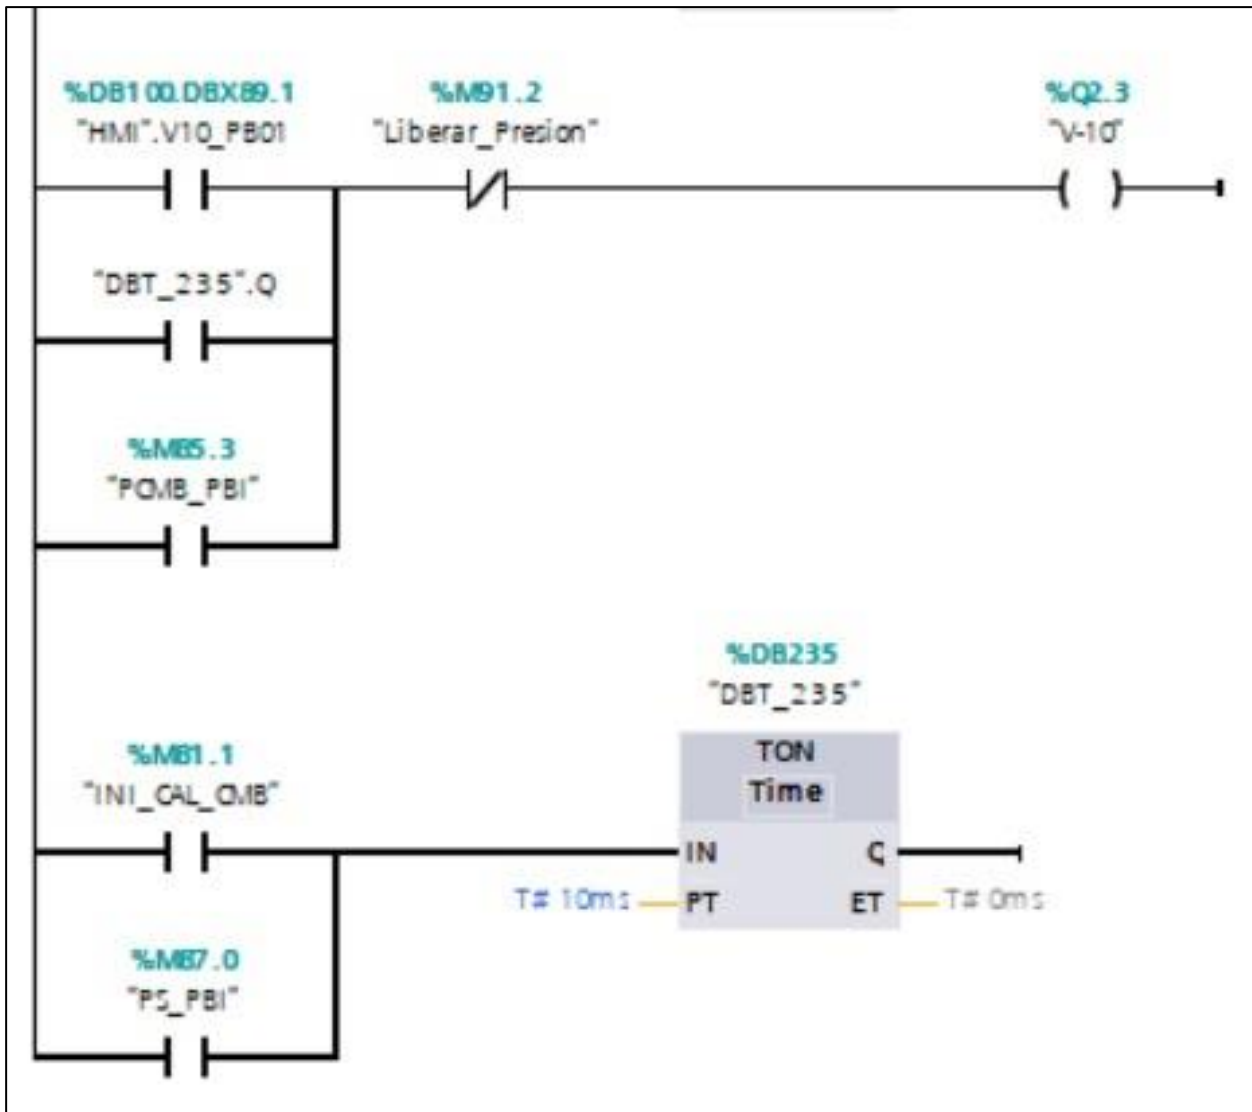 %DB100.DBX89.1
"HMI".V10_PB01
%M91.2
"Liberar_Presion"
%Q2.3
"V-10"
"DBT_235".Q
%M85.3
"PCMB_PBI"
%DB235
"DBT_235"
TON
Time
%M81.1
"INI_CAL_CMB"
IN
Q
T# 10ms
PT
ET
T# 0ms
%M87.0
"PS_PBI"